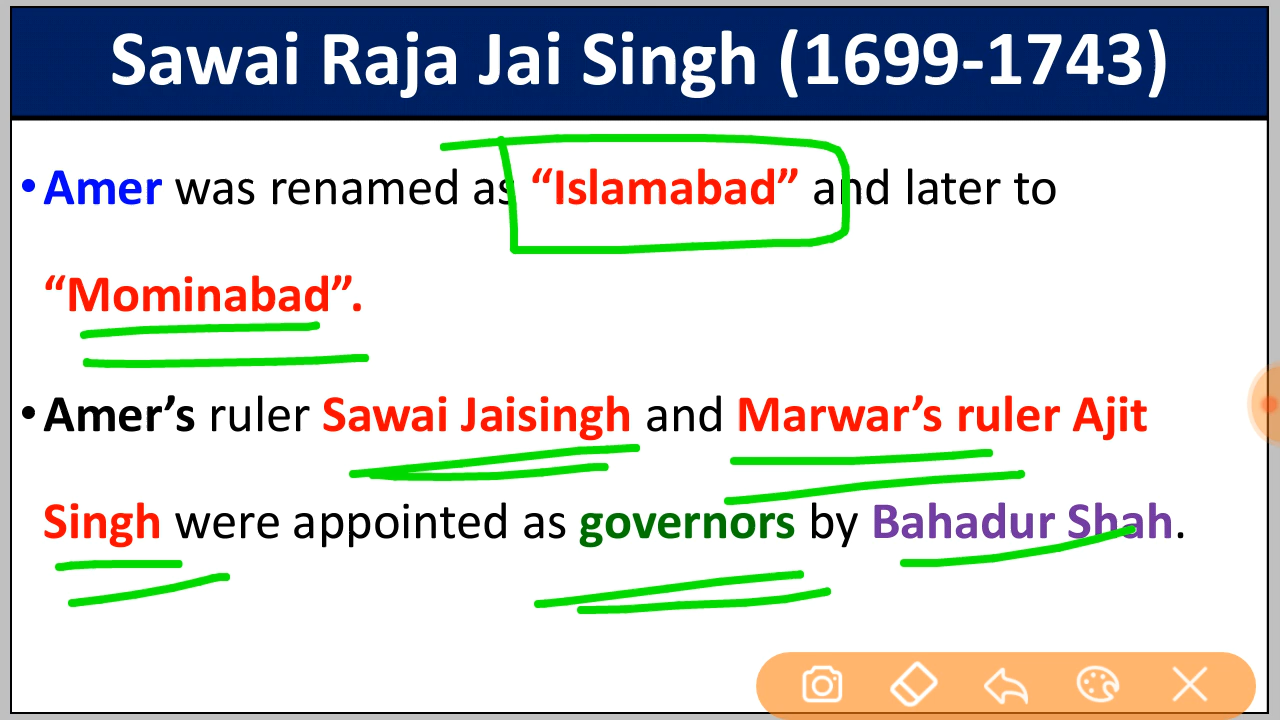 Sawai Raja Jai Singh (1699-1743)
•Amer was renamed as “Islamabad” and later to
“Mominabad”.
•Amer’s ruler Sawai Jaisingh and Marwar’s ruler Ajit
Singh were appointed as governors by Bahadur Shah.